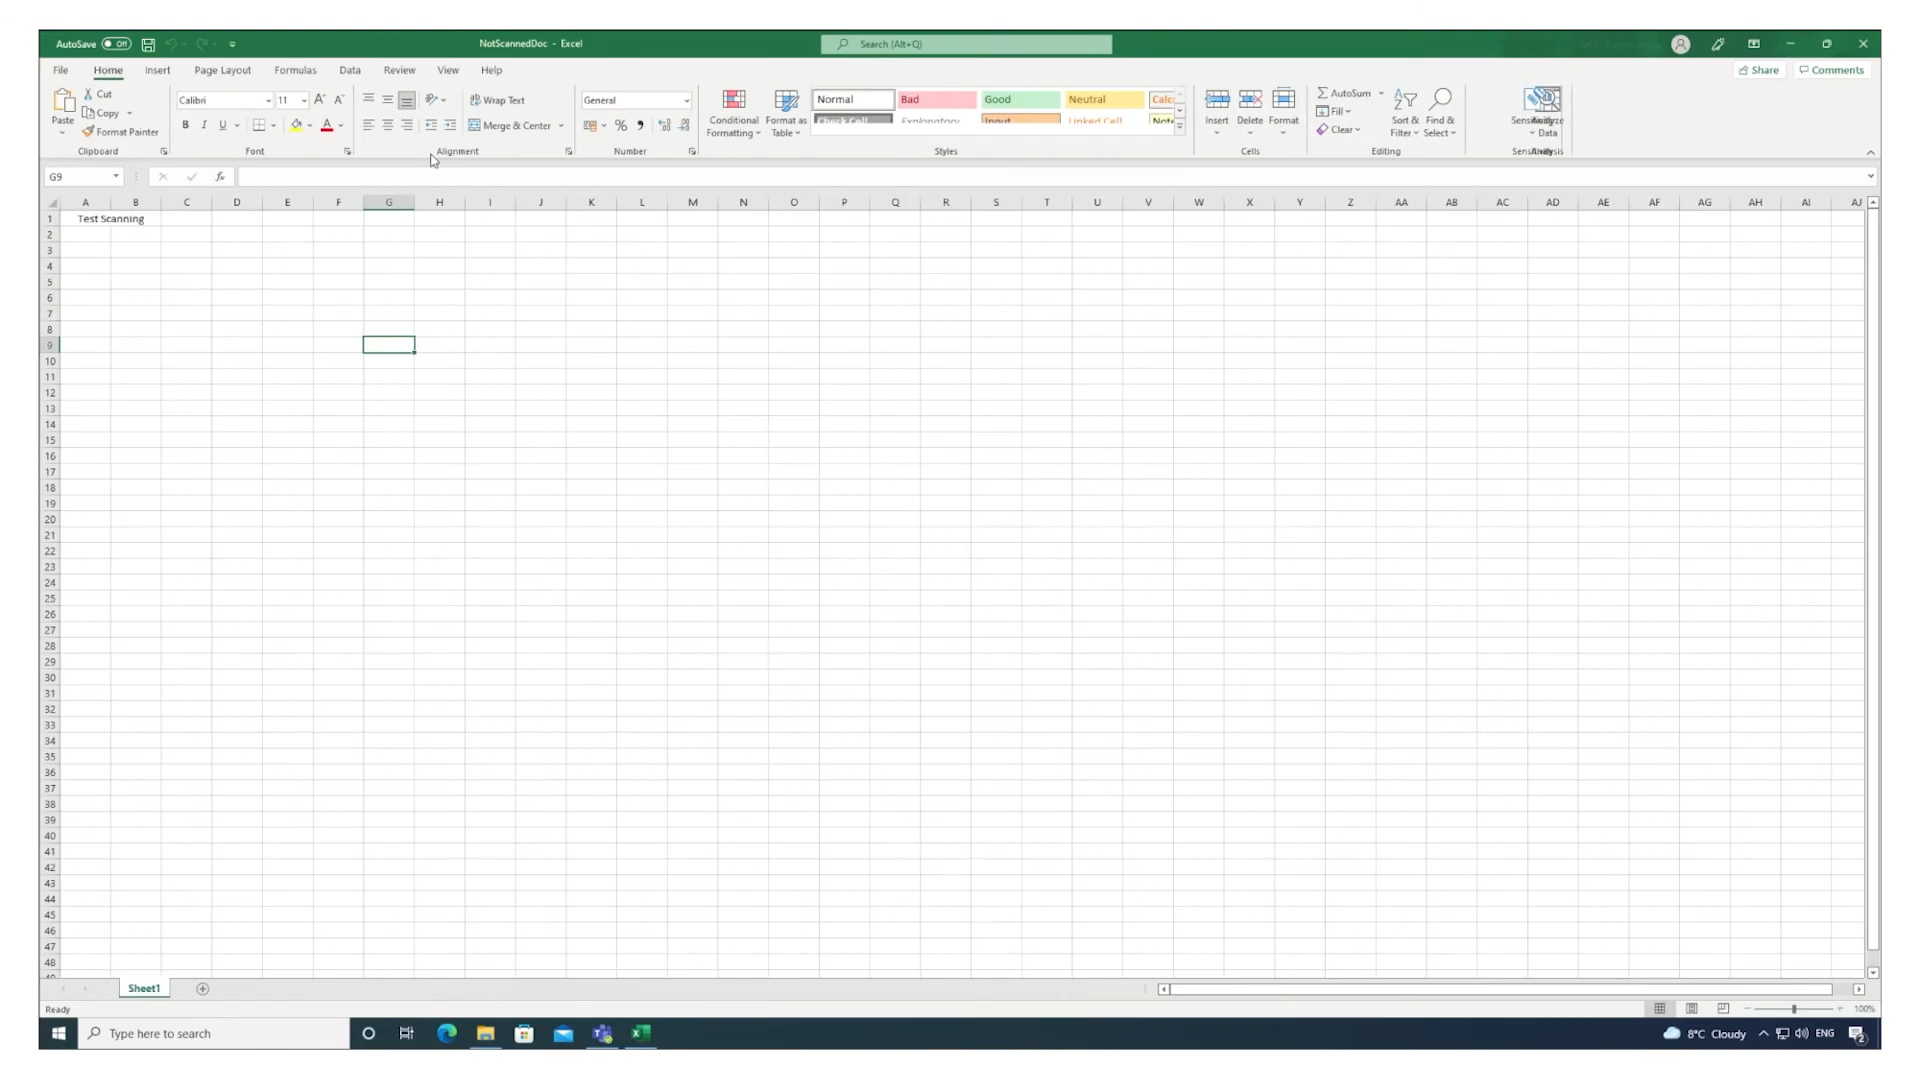 AutoSave Off NotScannedDoc - Excel Search (Alt+Q)
File Home Insert Page Layout Formulas Data Review View Help Share Comments
Paste Cut Copy Format Painter
Clipboard
Calibri 11
B I U
Font
Wrap Text
Merge & Center
Alignment
General
%
Number
Conditional Formatting
Format as Table
Normal Bad Good Neutral Calc
Check Cell Explanatory Input Linked Cell Note
Styles
Insert Delete Format
Cells
AutoSum
Fill
Clear
Sort & Filter
Find & Select
Editing
Data
G9 fx
A B C D E F G H I J K L M N O P Q R S T U V W X Y Z AA AB AC AD AE AF AG AH AI AJ
1 Test Scanning
2
3
4
5
6
7
8
9
10
11
12
13
14
15
16
17
18
19
20
21
22
23
24
25
26
27
28
29
30
31
32
33
34
35
36
37
38
39
40
41
42
43
44
45
46
47
48
Sheet1
Ready 100%
Type here to search 8°C Cloudy ENG 2